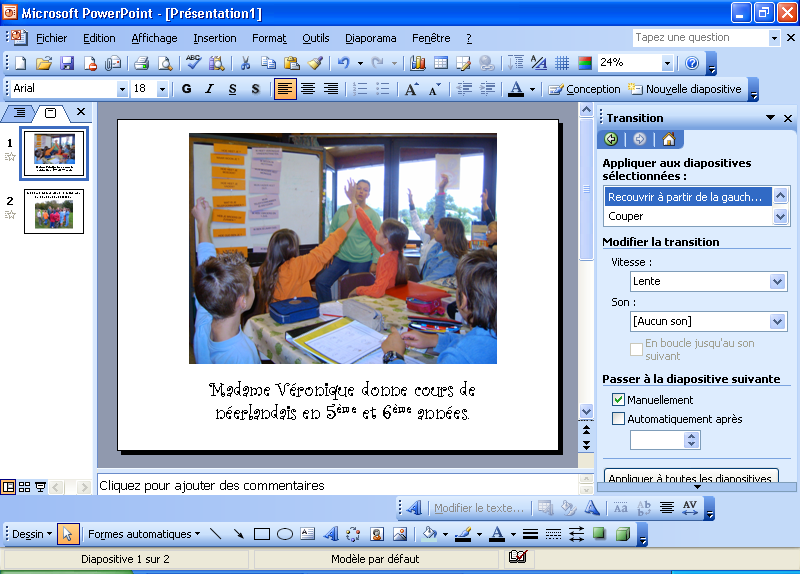 Microsoft PowerPoint - [Présentation1]
Fichier Edition Affichage Insertion Format Outils Diaporama Fenêtre ? Tapez une question
24%
Arial 18 G I S S Conception Nouvelle diapositive
Transition
1
2
Appliquer aux diapositives
sélectionnées :
Recouvrir à partir de la gauch...
Couper
Modifier la transition
Vitesse :
Lente
Son :
[Aucun son]
En boucle jusqu'au son
suivant
Passer à la diapositive suivante
Manuellement
Automatiquement après
Appliquer à toutes les diapositives
Madame Véronique donne cours de
néerlandais en 5ème et 6ème années.
Cliquez pour ajouter des commentaires
Modifier le texte...
Dessin Formes automatiques
Diapositive 1 sur 2 Modèle par défaut